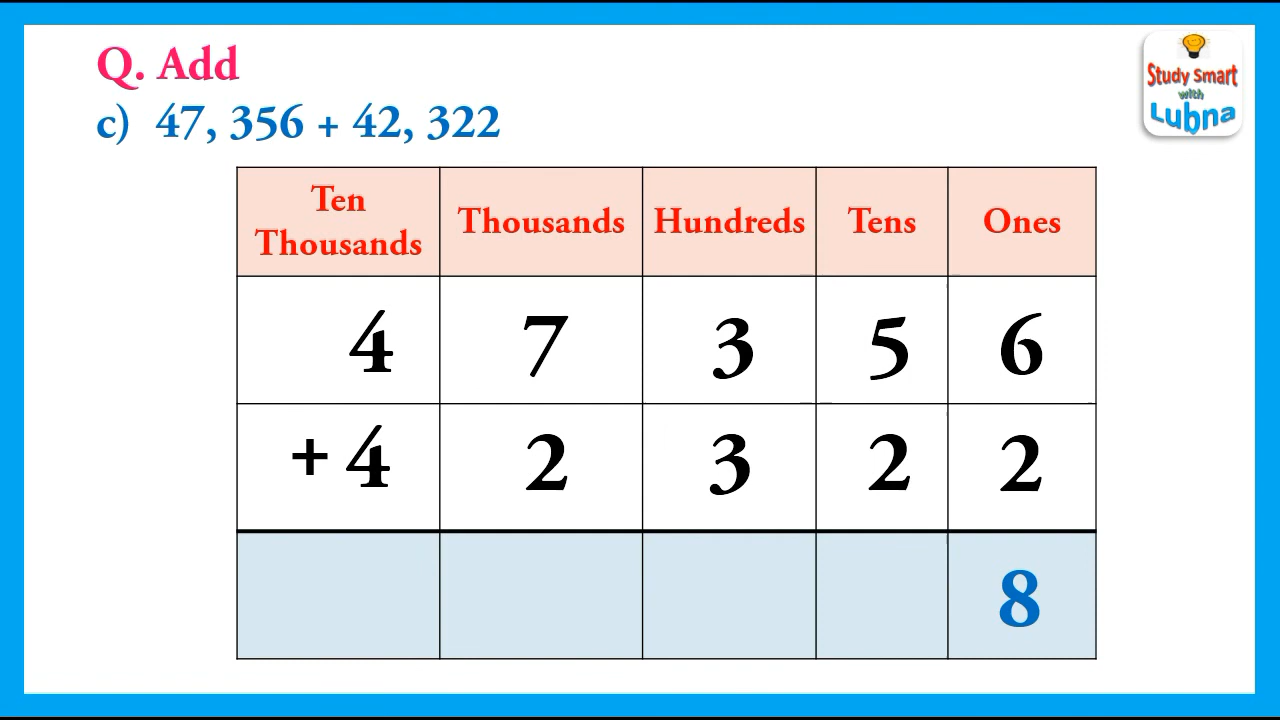 Q. Add
c) 47, 356 + 42, 322
Study Smart
with
Lubna
Ten
Thousands
Thousands
Hundreds
Tens
Ones
4 7 3 5 6
+ 4 2 3 2 2
8